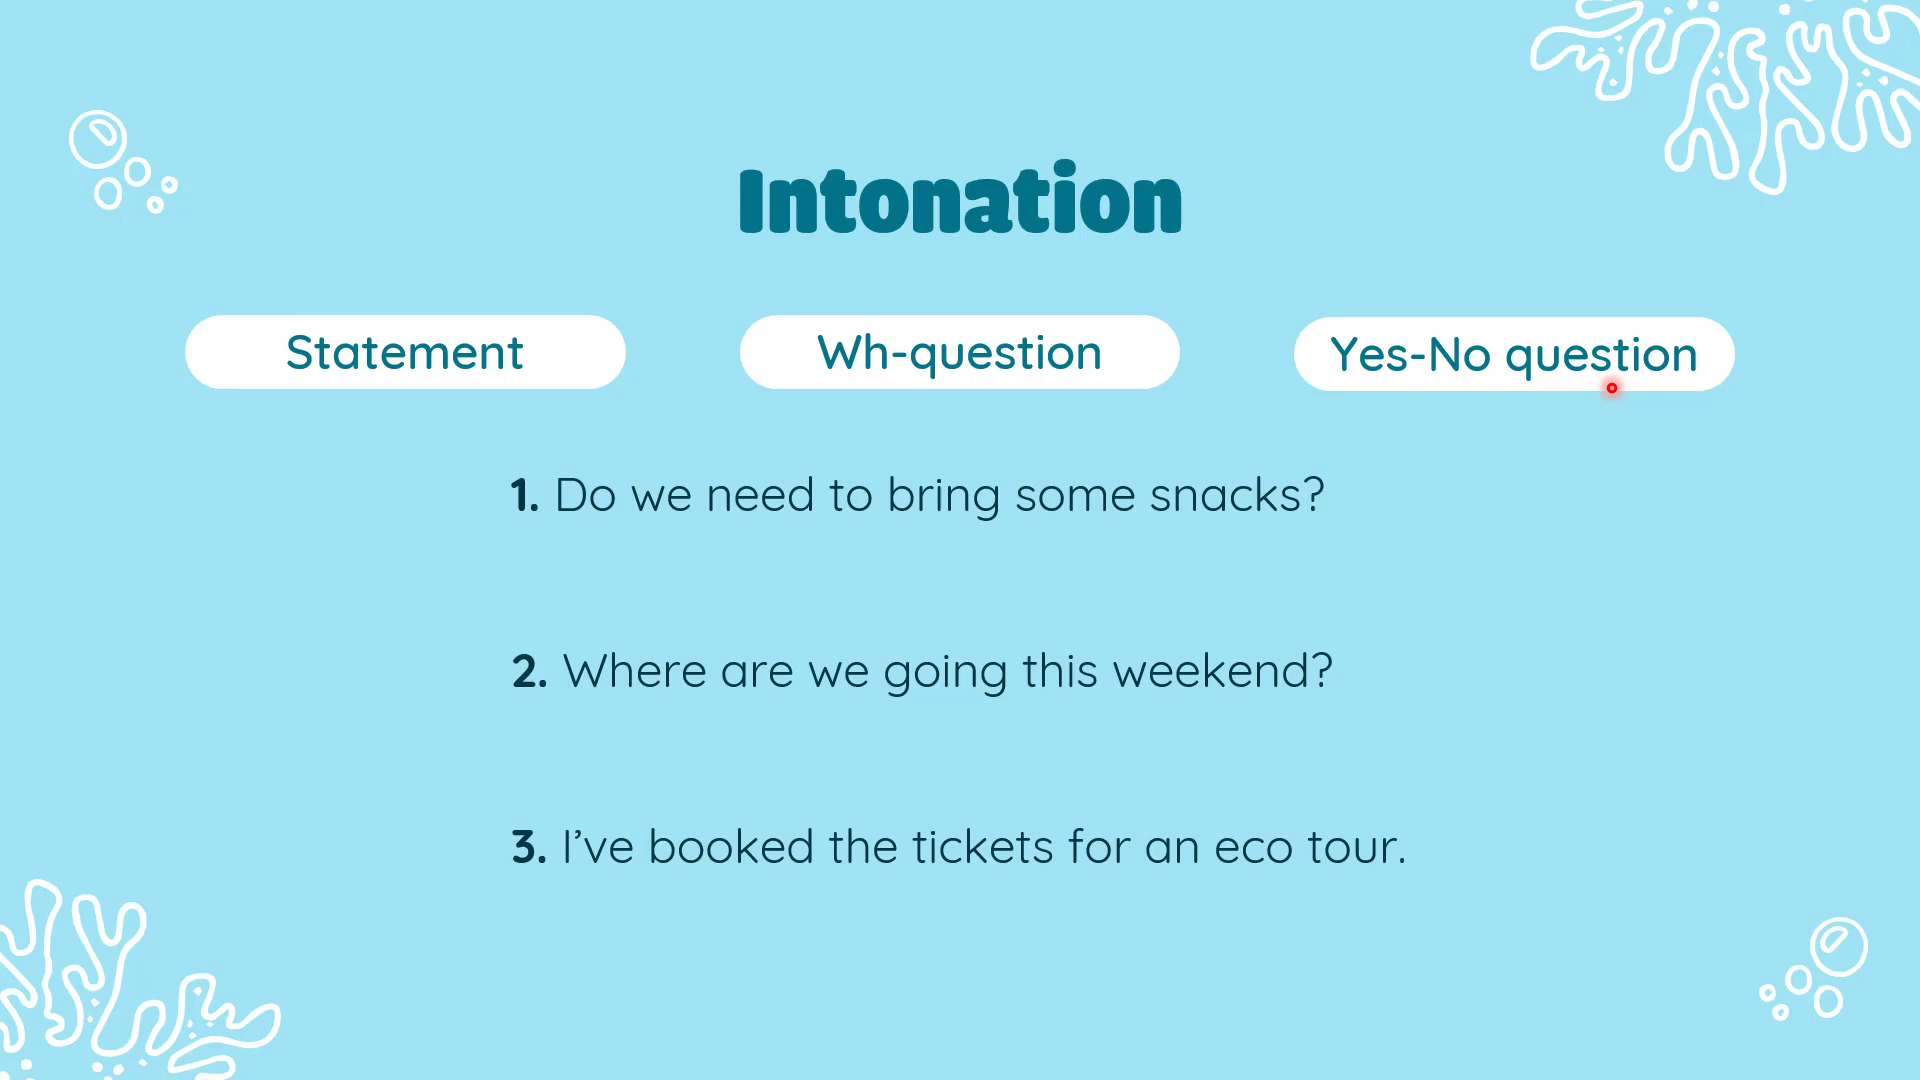 Intonation
Statement
Wh-question
Yes-No question
1. Do we need to bring some snacks?
2. Where are we going this weekend?
3. I’ve booked the tickets for an eco tour.